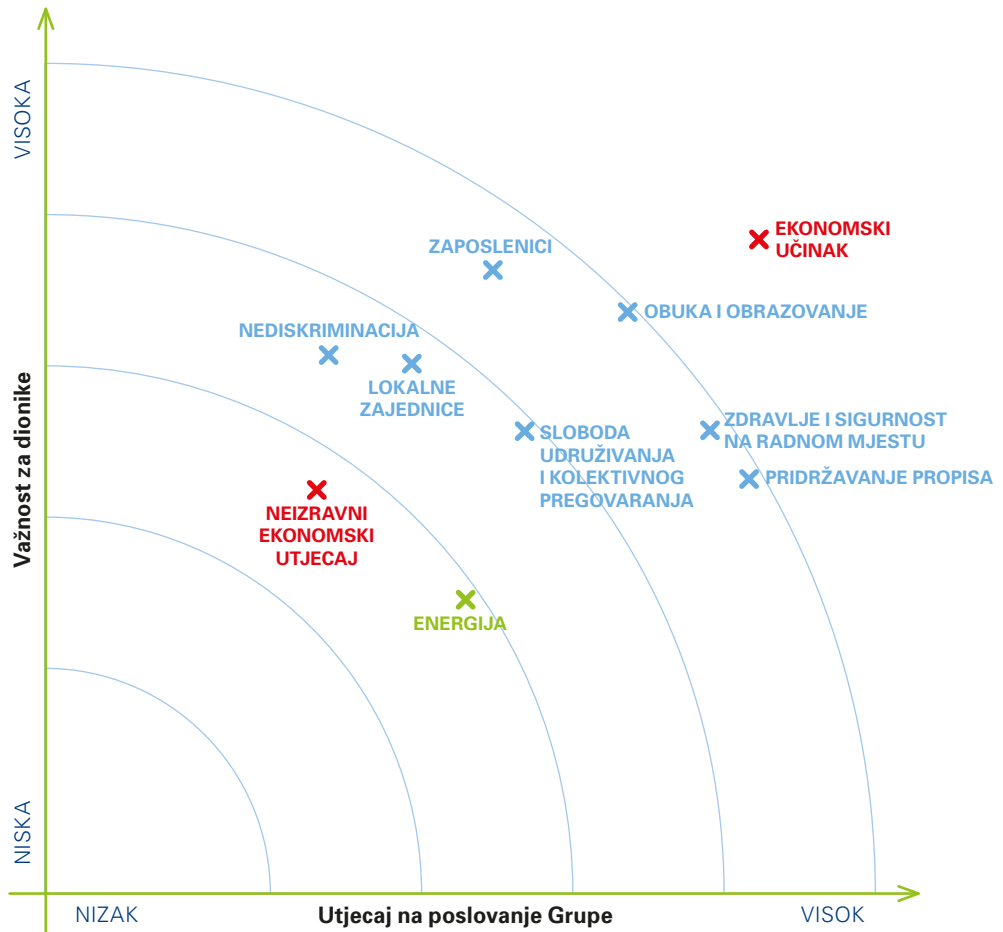 VISOKA
Važnost za dionike
NISKA
EKONOMSKI
UČINAK
ZAPOSLENICI
OBUKA I OBRAZOVANJE
NEDISKRIMINACIJA
LOKALNE
ZAJEDNICE
ZDRAVLJE I SIGURNOST
NA RADNOM MJESTU
SLOBODA
UDRUŽIVANJA
I KOLEKTIVNOG
PREGOVARANJA
PRIDRŽAVANJE PROPISA
NEIZRAVNI
EKONOMSKI
UTJECAJ
ENERGIJA
NIZAK
Utjecaj na poslovanje Grupe
VISOK